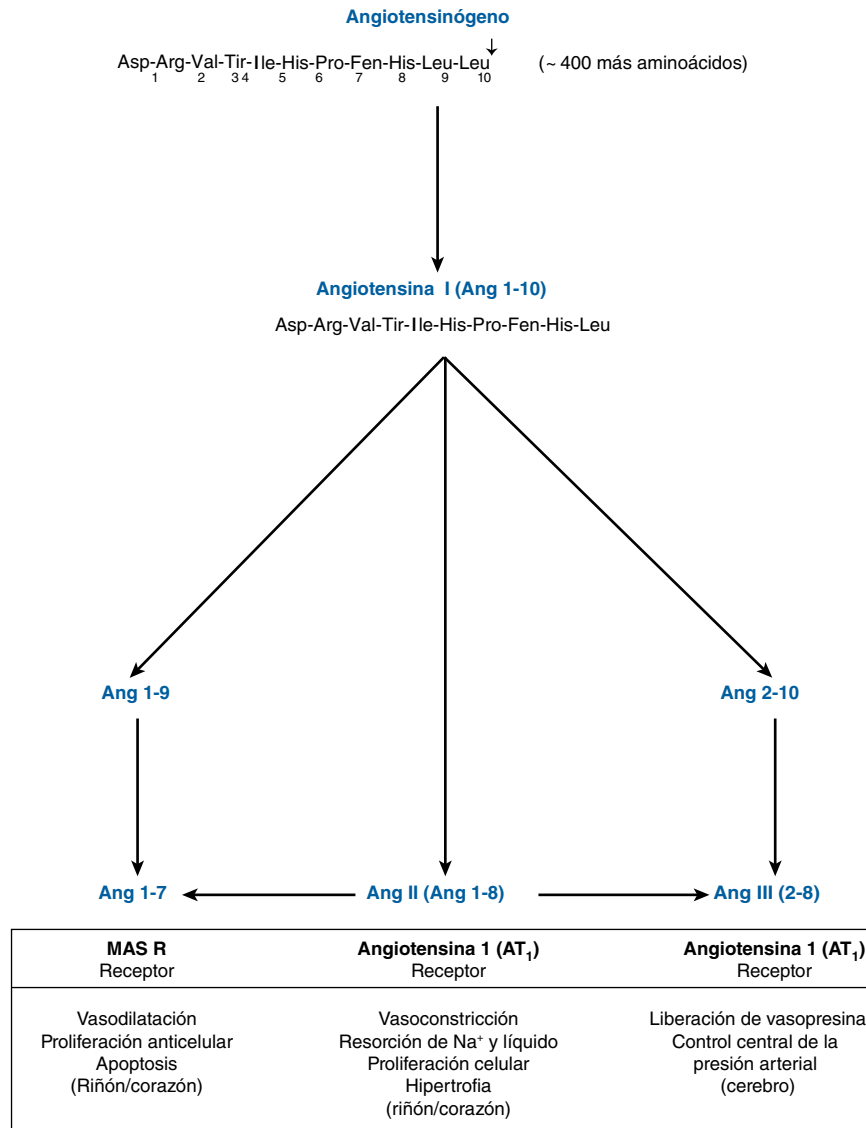 Angiotensinógeno
Asp-Arg-Val-Tir-Ile-His-Pro-Fen-His-Leu-Leu (~ 400 más aminoácidos)
1 2 3 4 5 6 7 8 9 10
Angiotensina I (Ang 1-10)
Asp-Arg-Val-Tir-Ile-His-Pro-Fen-His-Leu
Ang 1-9 Ang 2-10
Ang 1-7 Ang II (Ang 1-8) Ang III (2-8)
MAS R
Receptor
Vasodilatación
Proliferación anticelular
Apoptosis
(Riñón/corazón)
Angiotensina 1 (AT₁)
Receptor
Vasoconstricción
Resorción de Na⁺ y líquido
Proliferación celular
Hipertrofia
(riñón/corazón)
Angiotensina 1 (AT₁)
Receptor
Liberación de vasopresina
Control central de la
presión arterial
(cerebro)